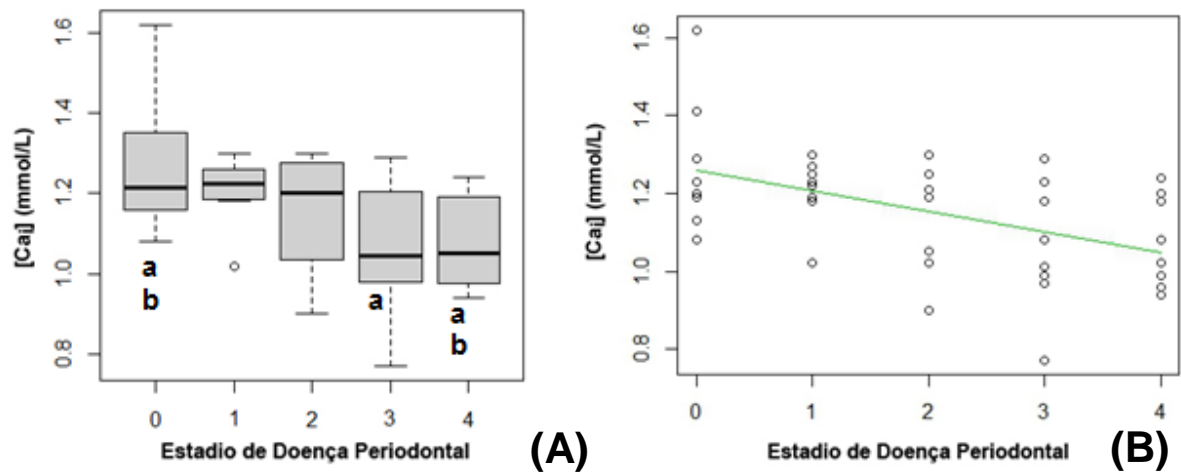 [Caᵢ] (mmol/L)
1.6
1.4
1.2
1.0
0.8
a
b
a
a
b
0 1 2 3 4
Estadio de Doença Periodontal
(A)
[Caᵢ] (mmol/L)
1.6
1.4
1.2
1.0
0.8
0 1 2 3 4
Estadio de Doença Periodontal
(B)